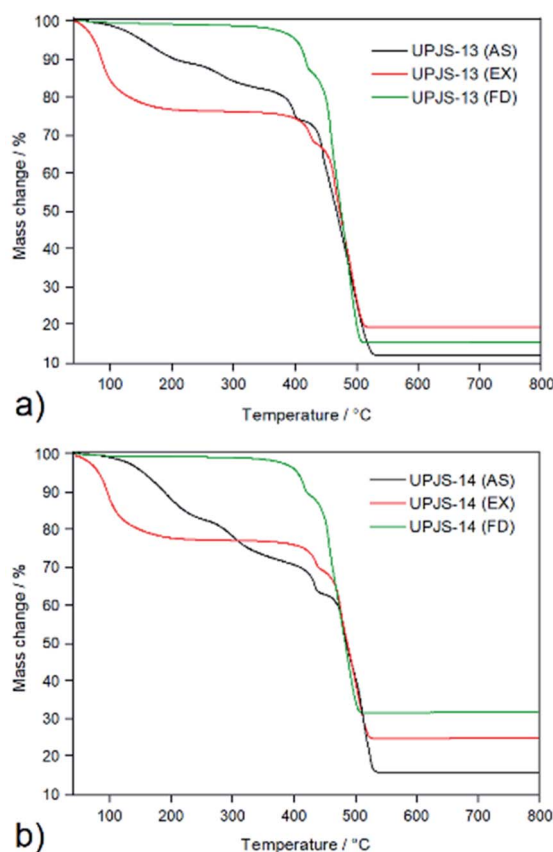 UPJS-13 (AS)
UPJS-13 (EX)
UPJS-13 (FD)
Mass change / %
100
90
80
70
60
50
40
30
20
10
100 200 300 400 500 600 700 800
Temperature / °C
a)
UPJS-14 (AS)
UPJS-14 (EX)
UPJS-14 (FD)
Mass change / %
100
90
80
70
60
50
40
30
20
10
100 200 300 400 500 600 700 800
Temperature / °C
b)